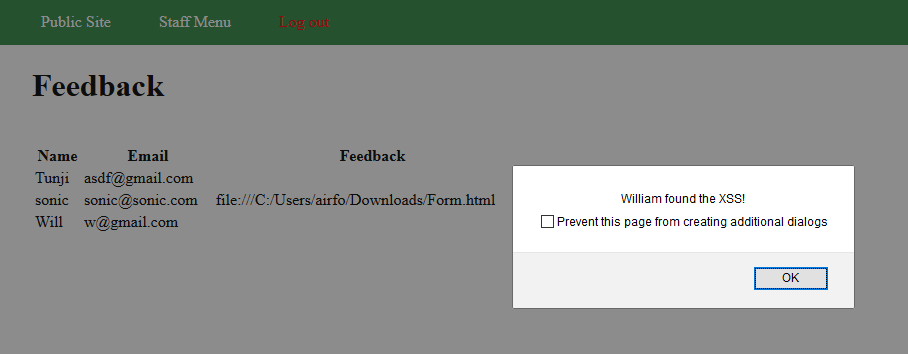 Public Site Staff Menu Log out
Feedback
Name Email Feedback
Tunji asdf@gmail.com
sonic sonic@sonic.com file:///C:/Users/airfo/Downloads/Form.html
Will w@gmail.com
William found the XSS!
Prevent this page from creating additional dialogs
OK